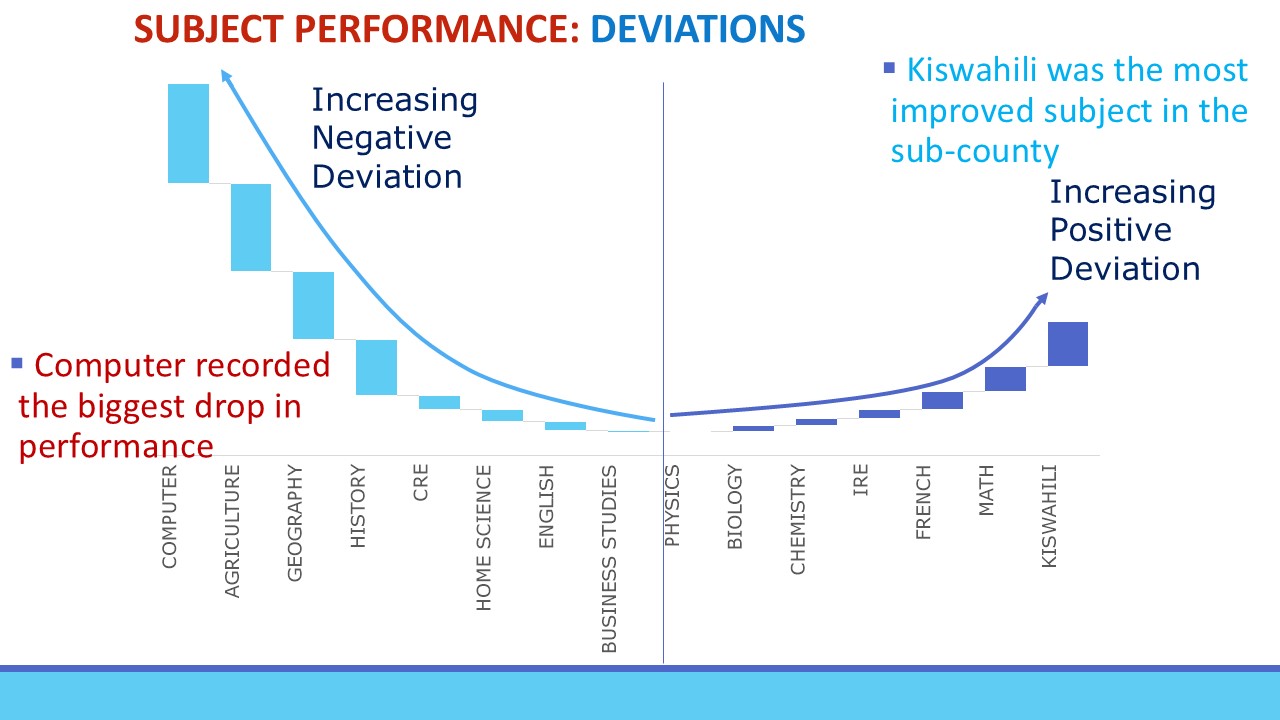 SUBJECT PERFORMANCE: DEVIATIONS
▪ Kiswahili was the most
improved subject in the
sub-county
Increasing
Negative
Deviation
Increasing
Positive
Deviation
▪ Computer recorded
the biggest drop in
performance
COMPUTER
AGRICULTURE
GEOGRAPHY
HISTORY
CRE
HOME SCIENCE
ENGLISH
BUSINESS STUDIES
PHYSICS
BIOLOGY
CHEMISTRY
IRE
FRENCH
MATH
KISWAHILI